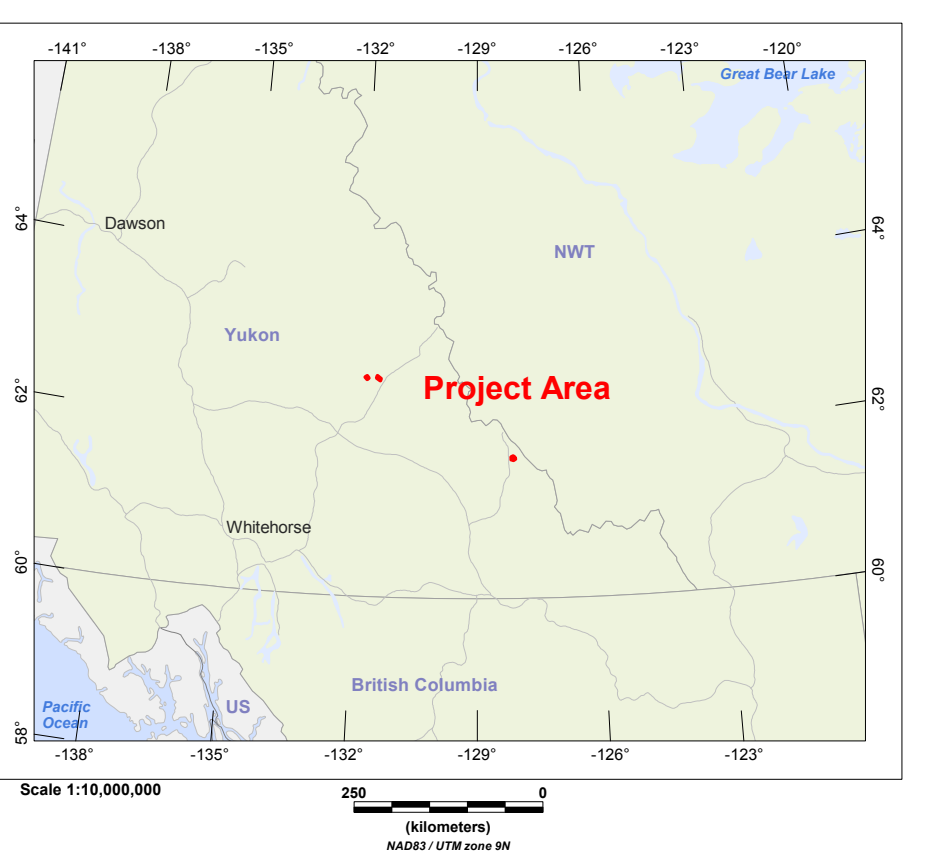 -141° -138° -135° -132° -129° -126° -123° -120°
Great Bear Lake
64°
Dawson
64°
NWT
Yukon
62°
Project Area
62°
Whitehorse
60°
60°
British Columbia
US
Pacific
Ocean
58°
-138° -135° -132° -129° -126° -123°
Scale 1:10,000,000
250 0
(kilometers)
NAD83 / UTM zone 9N